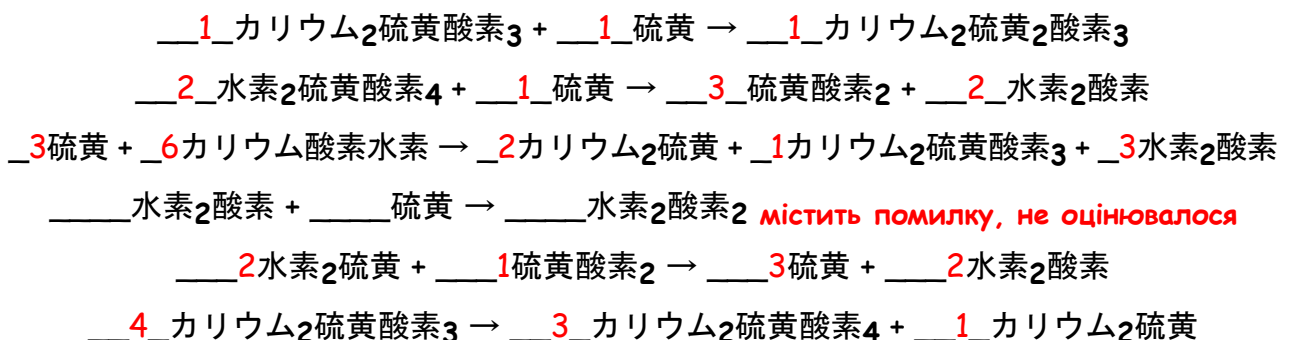 __1_カリウム2硫黄酸素3 + __1_硫黄 → __1_カリウム2硫黄2酸素3
__2_水素2硫黄酸素4 + __1_硫黄 → __3_硫黄酸素2 + __2_水素2酸素
_3硫黄 + _6カリウム酸素水素 → _2カリウム2硫黄 + _1カリウム2硫黄酸素3 + _3水素2酸素
____水素2酸素 + ____硫黄 → ____水素2酸素2 містить помилку, не оцінювалося
___2水素2硫黄 + ___1硫黄酸素2 → ___3硫黄 + ___2水素2酸素
__4_カリウム2硫黄酸素3 → __3_カリウム2硫黄酸素4 + __1_カリウム2硫黄